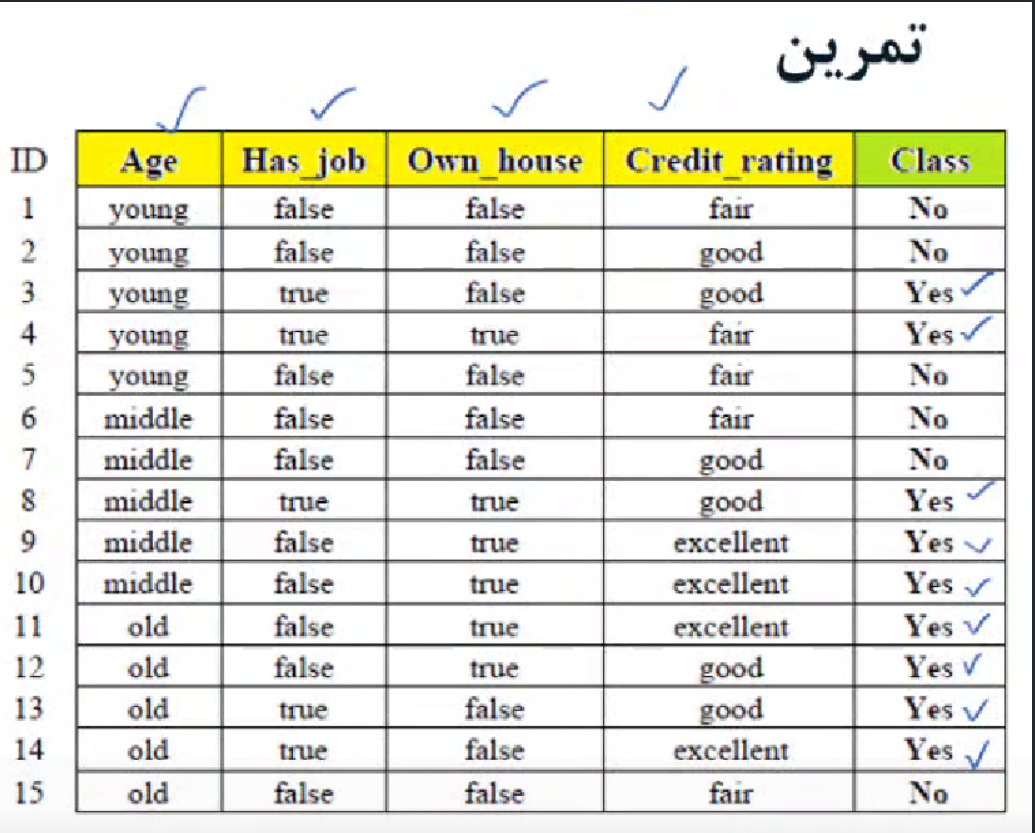 تمرین
ID Age Has_job Own_house Credit_rating Class
1 young false false fair No
2 young false false good No
3 young true false good Yes
4 young true true fair Yes
5 young false false fair No
6 middle false false fair No
7 middle false false good No
8 middle true true good Yes
9 middle false true excellent Yes
10 middle false true excellent Yes
11 old false true excellent Yes
12 old false true good Yes
13 old true false good Yes
14 old true false excellent Yes
15 old false false fair No